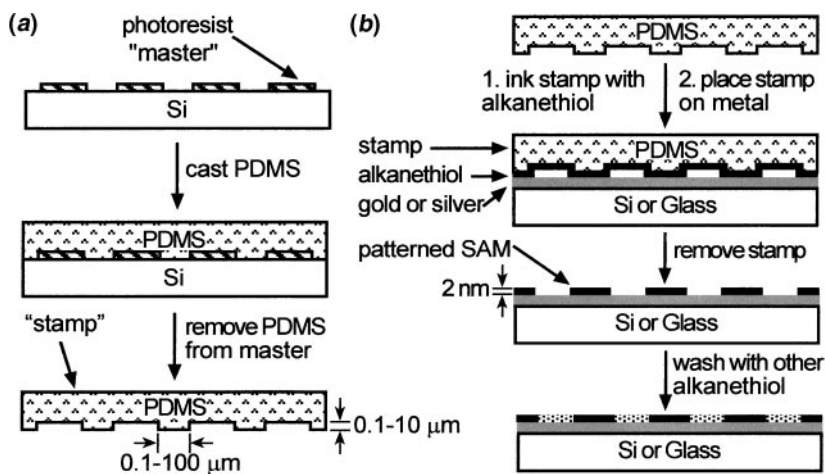 (a)
photoresist
"master"
Si
cast PDMS
PDMS
Si
"stamp"
remove PDMS
from master
PDMS
0.1-10 μm
0.1-100 μm
(b)
PDMS
1. ink stamp with
alkanethiol
2. place stamp
on metal
stamp
PDMS
alkanethiol
gold or silver
Si or Glass
patterned SAM
remove stamp
2 nm
Si or Glass
wash with other
alkanethiol
Si or Glass